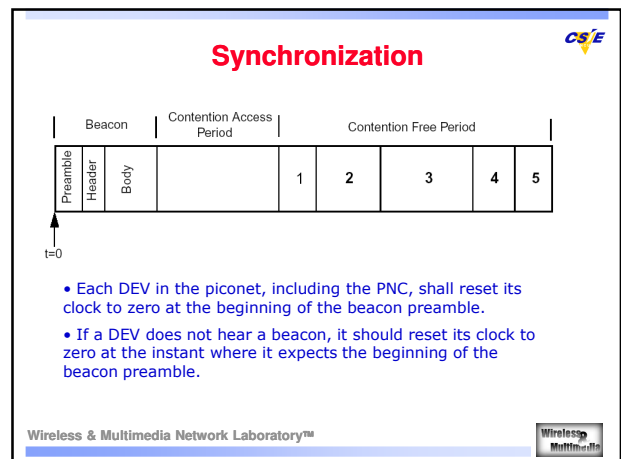 CS/E
Synchronization
Beacon
Contention Access
Period
Contention Free Period
Preamble
Header
Body
1
2
3
4
5
t=0
• Each DEV in the piconet, including the PNC, shall reset its
clock to zero at the beginning of the beacon preamble.
• If a DEV does not hear a beacon, it should reset its clock to
zero at the instant where it expects the beginning of the
beacon preamble.
Wireless & Multimedia Network Laboratory™
Wireless
Multimedia